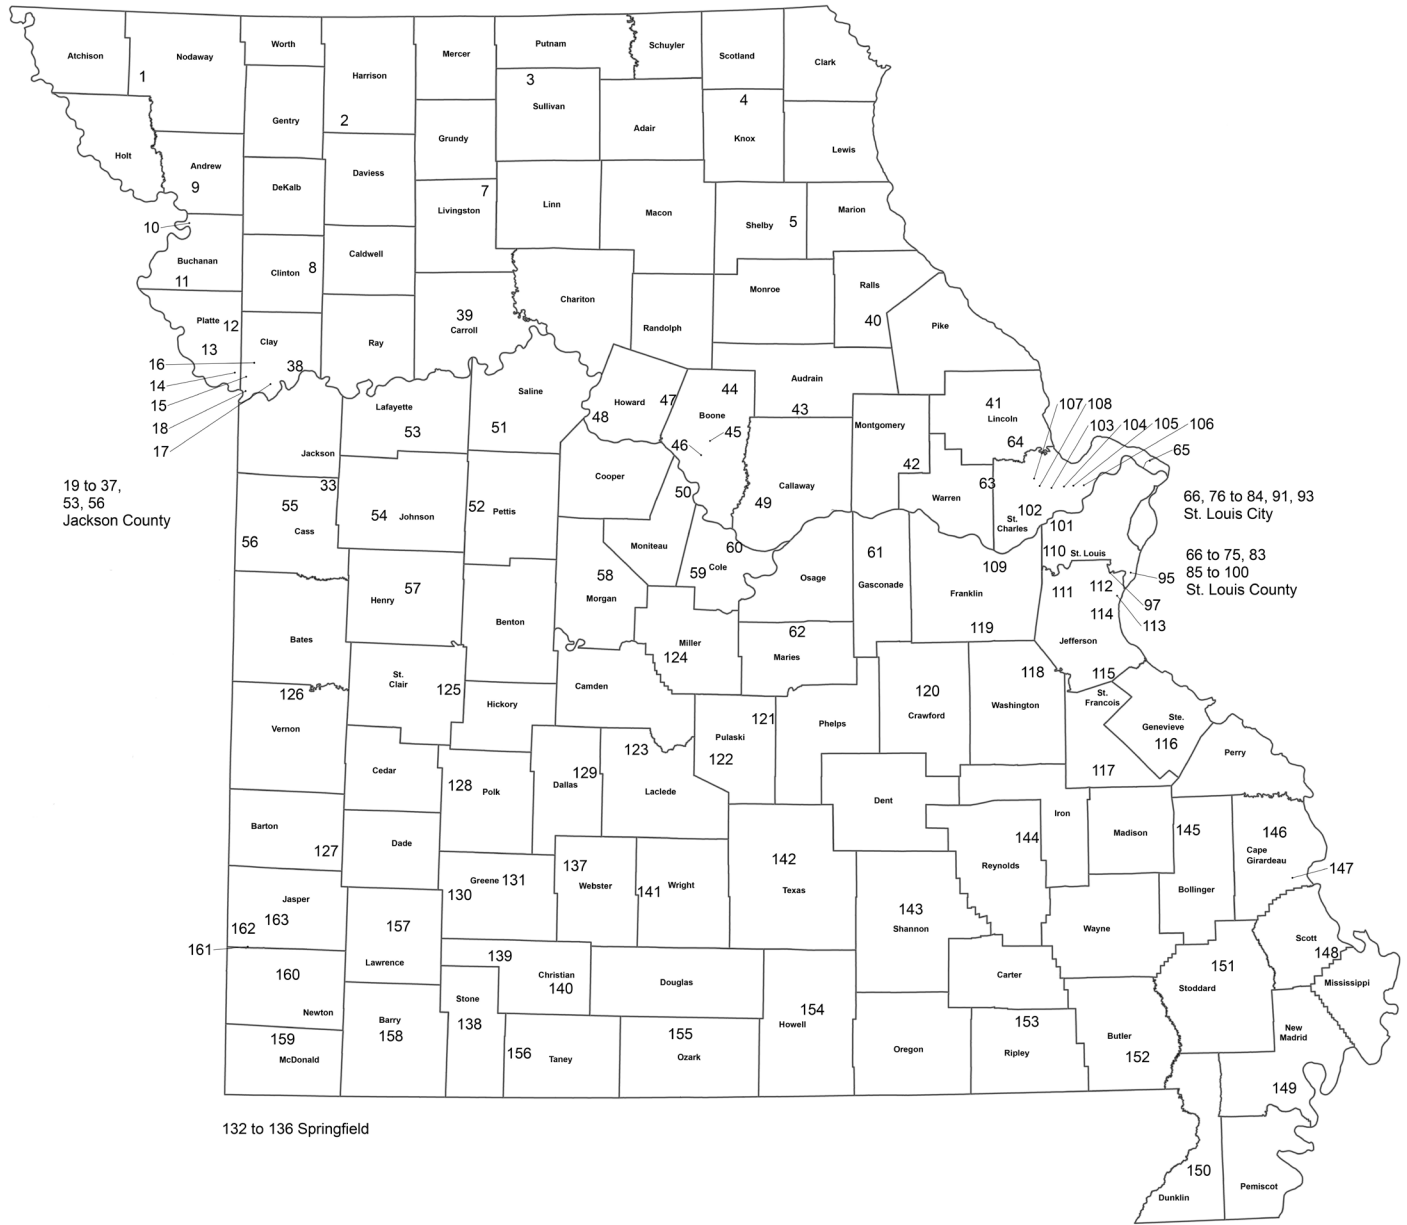 Atchison
Nodaway
Worth
Harrison
Mercer
Putnam
Schuyler
Scotland
Clark
1
2
3
Sullivan
4
Gentry
Grundy
Adair
Knox
Lewis
Holt
Andrew
9
DeKalb
Daviess
7
Livingston
Linn
Macon
Shelby
5
Marion
10
Buchanan
11
Clinton
8
Caldwell
Chariton
Monroe
Ralls
40
Pike
Platte
12
13
Clay
38
Ray
39
Carroll
Randolph
16
14
15
18
17
Audrain
43
Saline
51
Lafayette
53
Howard
47
48
44
Boone
45
46
Montgomery
42
41
Lincoln
64
107
108
103
104
105
106
65
Jackson
33
19 to 37,
53, 56
Jackson County
Cooper
50
Callaway
49
Warren
63
102
St.
Charles
101
66, 76 to 84, 91, 93
St. Louis City
55
Cass
56
54
Johnson
52
Pettis
Moniteau
60
59
Cole
Osage
61
Gasconade
109
Franklin
119
110
St. Louis
111
112
114
95
97
113
66 to 75, 83
85 to 100
St. Louis County
57
Henry
58
Morgan
Benton
Bates
62
Maries
Miller
124
Jefferson
115
126
Vernon
St.
Clair
125
Hickory
Camden
121
Pulaski
122
Phelps
120
Crawford
118
Washington
St.
Francois
117
Ste.
Genevieve
116
Perry
Cedar
128
Polk
129
Dallas
123
Laclede
Dent
Iron
Madison
145
Bollinger
146
Cape
Girardeau
147
Barton
127
Dade
144
Reynolds
Jasper
163
162
161
157
Lawrence
Greene
131
130
137
Webster
141
Wright
142
Texas
143
Shannon
Wayne
Scott
148
Mississippi
160
Newton
139
Christian
140
Douglas
Carter
151
Stoddard
New
Madrid
149
159
McDonald
Barry
158
Stone
138
156
Taney
155
Ozark
154
Howell
Oregon
153
Ripley
Butler
152
150
Dunklin
Pemiscot
132 to 136 Springfield